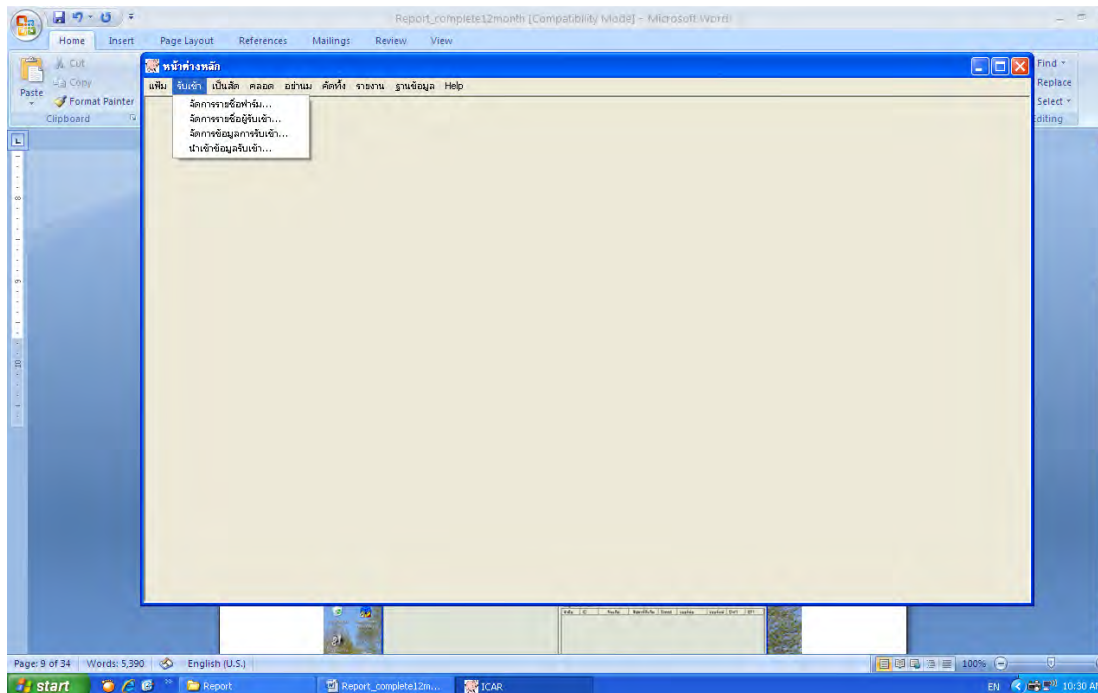 Report_complete12month [Compatibility Mode] - Microsoft Word
Home Insert Page Layout References Mailings Review View
Cut
Copy
Paste
Format Painter
Clipboard
Find
Replace
Select
Editing
หน้าต่างหลัก
แฟ้ม รับเข้า เป็นสัด คลอด อย่านม คัดทิ้ง รายงาน ฐานข้อมูล Help
จัดการรายชื่อฟาร์ม...
จัดการรายชื่อผู้รับเข้า...
จัดการข้อมูลการรับเข้า...
นำเข้าข้อมูลรับเข้า...
8
9
10
Page: 9 of 34 Words: 5,390 English (U.S.) 100%
start Report Report_complete12m... ICAR EN 10:30 AM